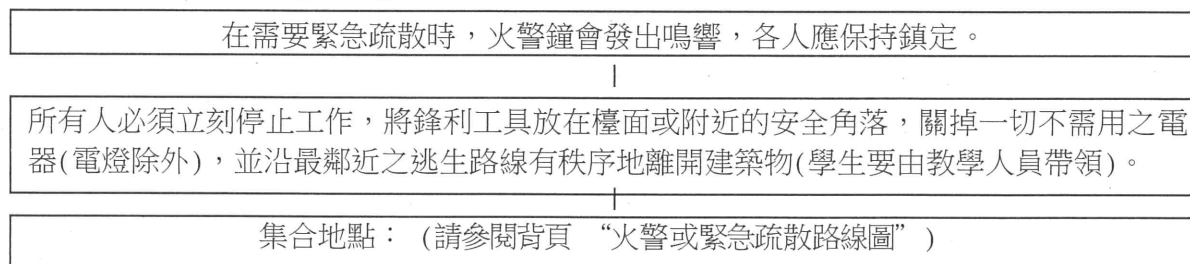 在需要緊急疏散時，火警鐘會發出鳴響，各人應保持鎮定。
所有人必須立刻停止工作，將鋒利工具放在檯面或附近的安全角落，關掉一切不需用之電
器(電燈除外)，並沿最鄰近之逃生路線有秩序地離開建築物(學生要由教學人員帶領)。
集合地點： (請參閱背頁 “火警或緊急疏散路線圖”)